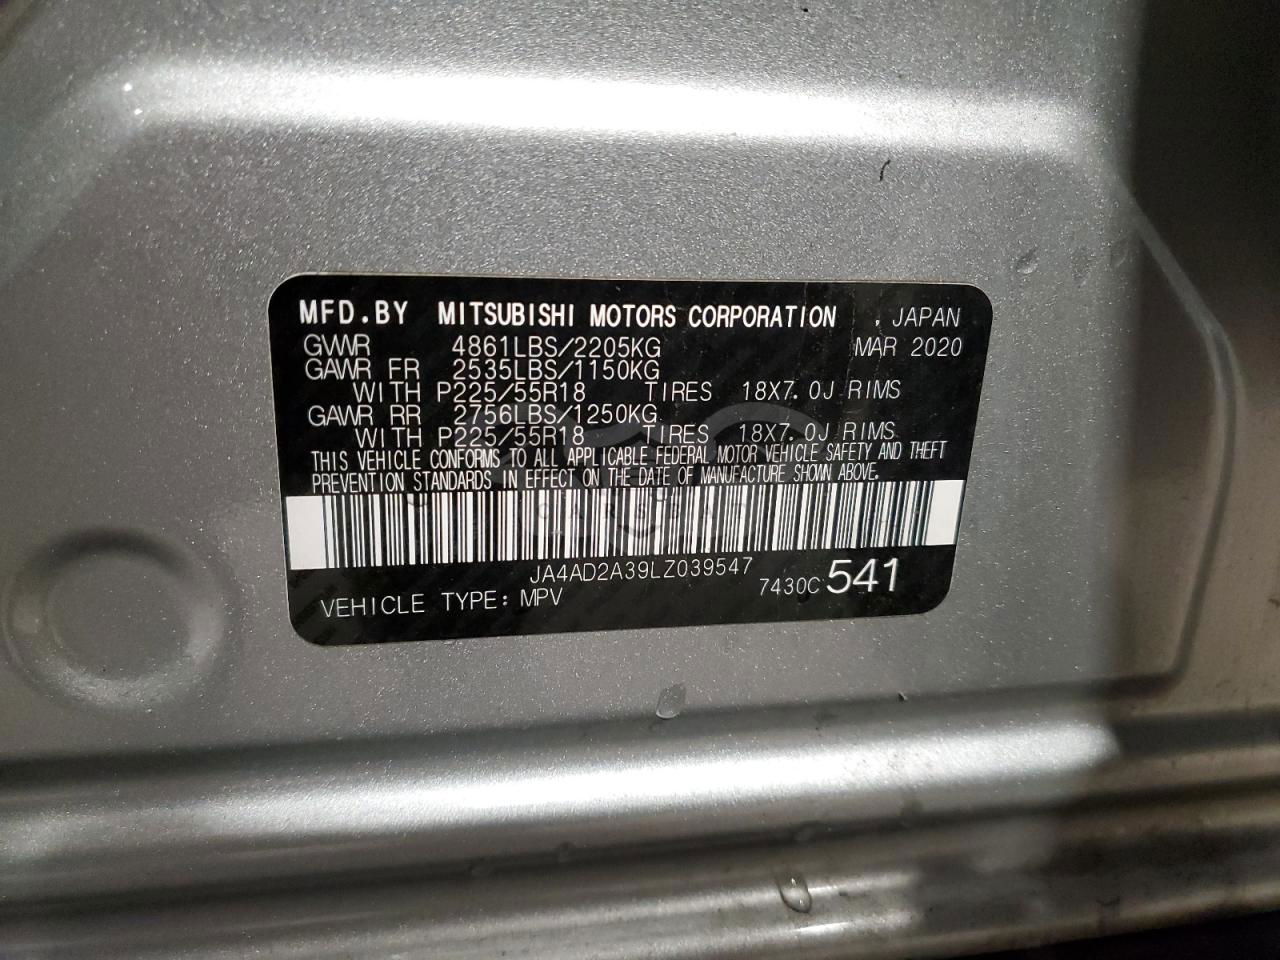 MFD.BY MITSUBISHI MOTORS CORPORATION , JAPAN
GVWR 4861LBS/2205KG MAR 2020
GAWR FR 2535LBS/1150KG
WITH P225/55R18 TIRES 18X7.0J RIMS
GAWR RR 2756LBS/1250KG
WITH P225/55R18 TIRES 18X7.0J RIMS
THIS VEHICLE CONFORMS TO ALL APPLICABLE FEDERAL MOTOR VEHICLE SAFETY AND THEFT
PREVENTION STANDARDS IN EFFECT ON THE DATE OF MANUFACTURE SHOWN ABOVE.
JA4AD2A39LZ039547
VEHICLE TYPE: MPV 7430C 541